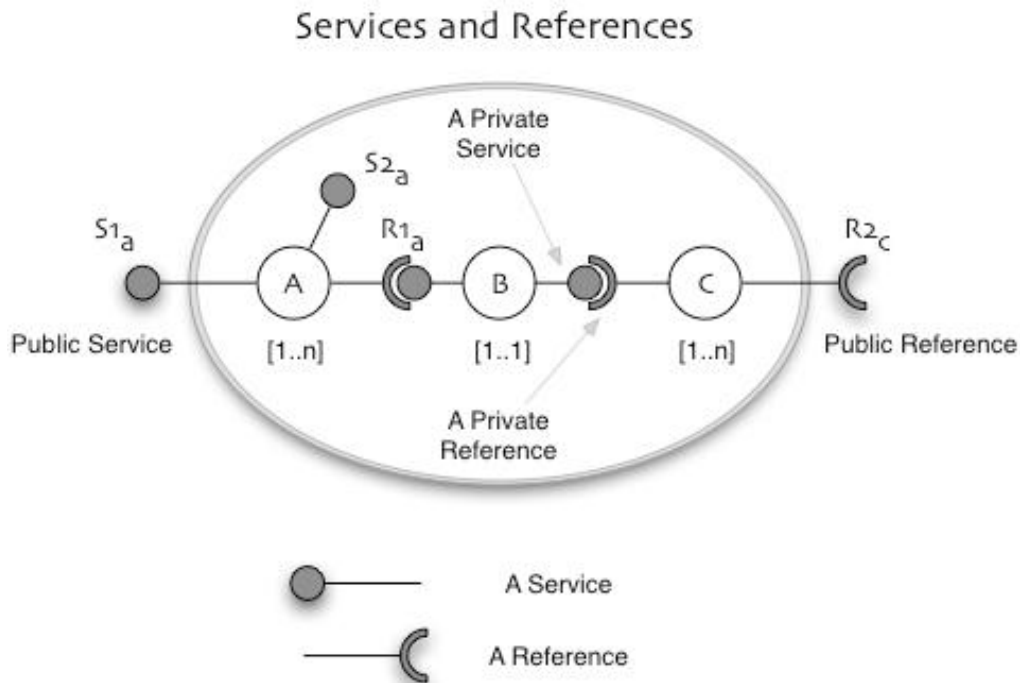 Services and References
A Private
Service
S2a
S1a
R1a
R2c
A
B
C
Public Service
[1..n]
[1..1]
[1..n]
Public Reference
A Private
Reference
A Service
A Reference